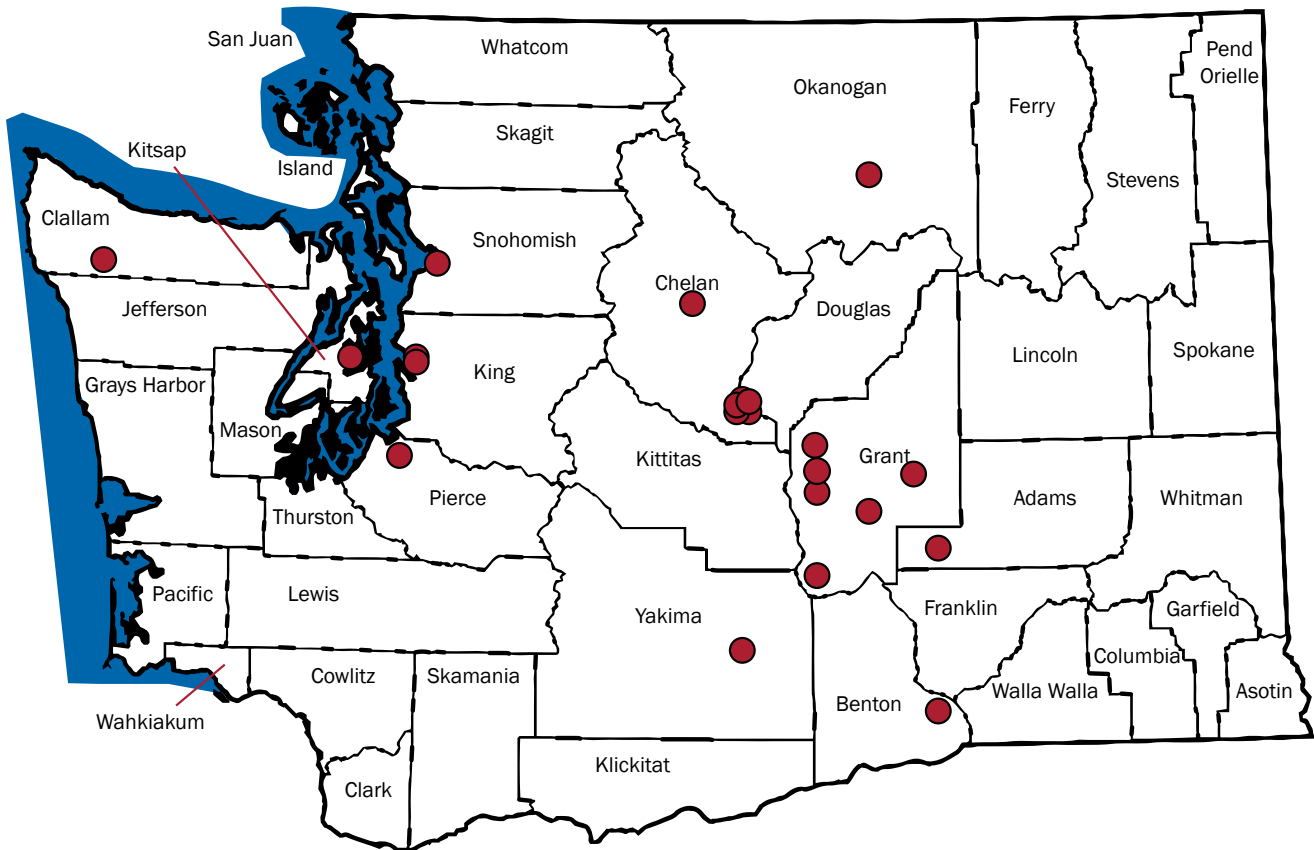 San Juan
Whatcom
Pend
Orielle
Okanogan
Ferry
Skagit
Kitsap
Island
Stevens
Clallam
Snohomish
Chelan
Jefferson
Douglas
Lincoln
Spokane
King
Grays Harbor
Mason
Kittitas
Grant
Pierce
Adams
Whitman
Thurston
Pacific
Lewis
Yakima
Franklin
Garfield
Columbia
Cowlitz
Skamania
Walla Walla
Asotin
Benton
Wahkiakum
Klickitat
Clark